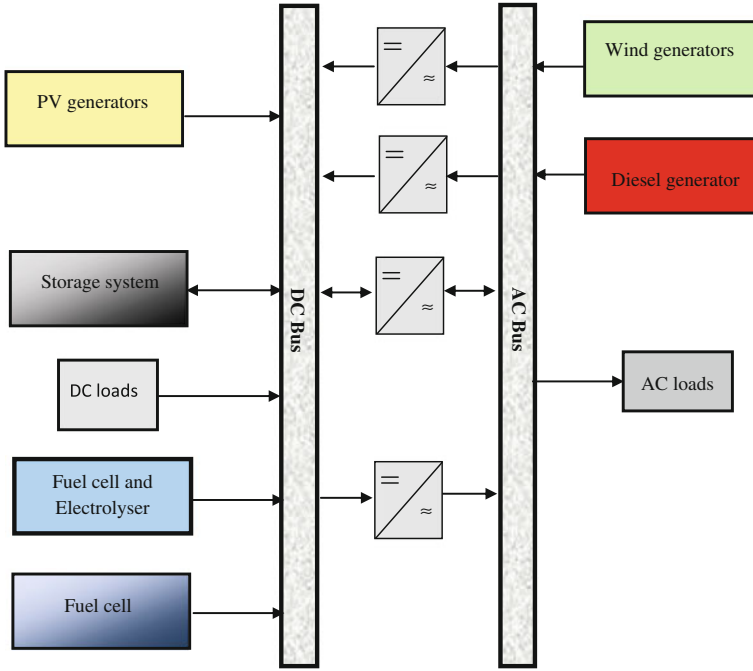 Wind generators
PV generators
Diesel generator
Storage system
DC Bus
AC Bus
DC loads
AC loads
Fuel cell and
Electrolyser
Fuel cell